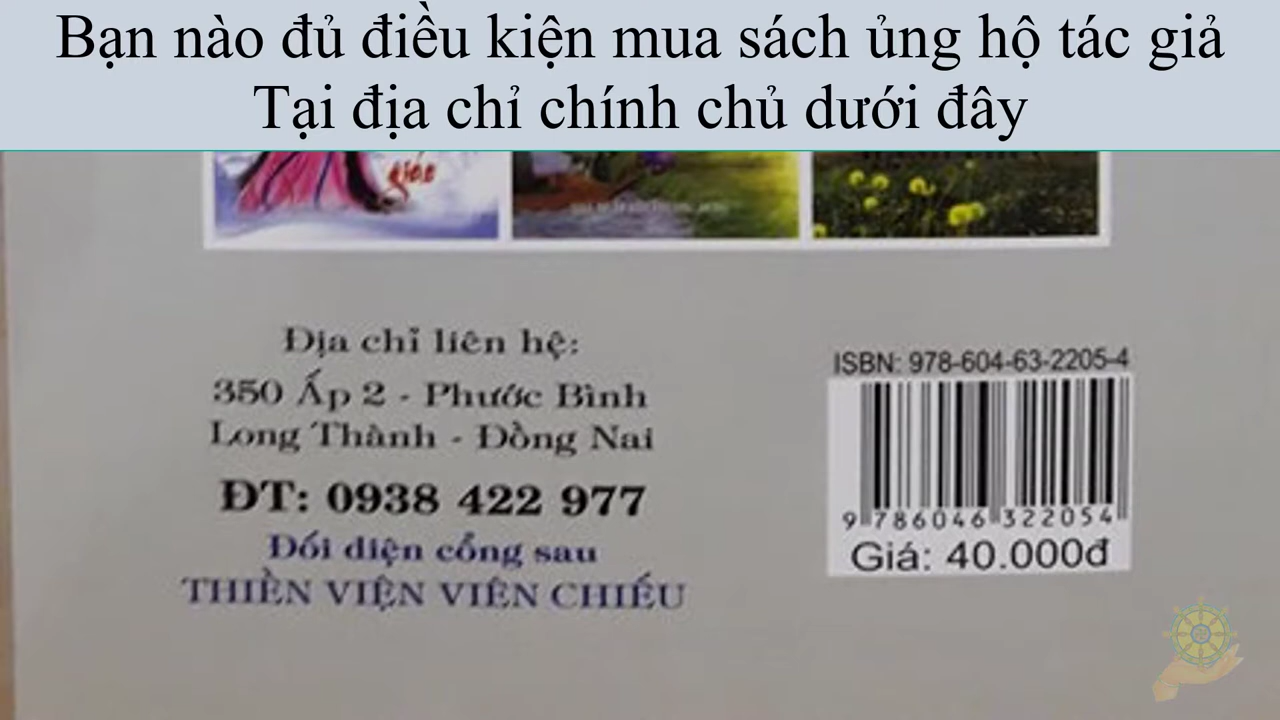 Bạn nào đủ điều kiện mua sách ủng hộ tác giả
Tại địa chỉ chính chủ dưới đây
giác
Địa chỉ liên hệ:
350 Ấp 2 - Phước Bình
Long Thành - Đồng Nai
ĐT: 0938 422 977
Đối diện cổng sau
THIỀN VIỆN VIÊN CHIẾU
ISBN: 978-604-63-2205-4
9 786046 322054
Giá: 40.000đ